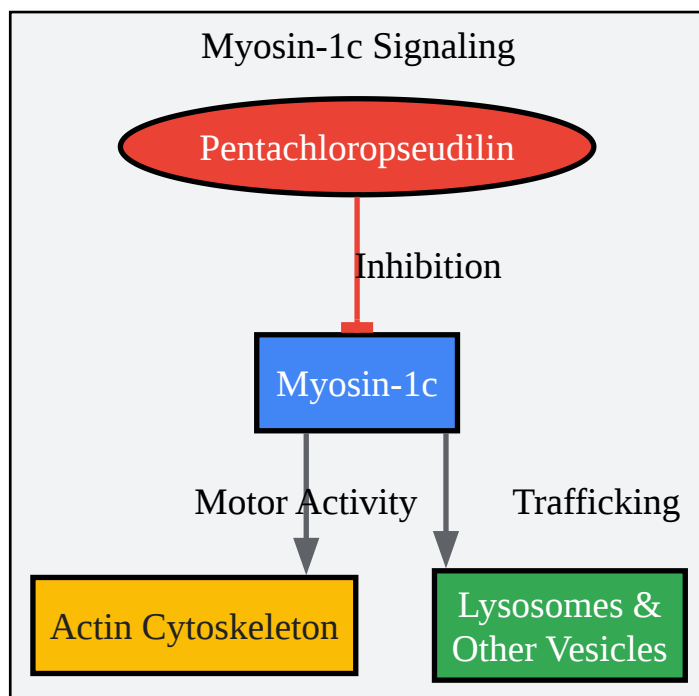 Myosin-1c Signaling
Pentachloropseudilin
Inhibition
Myosin-1c
Motor Activity
Trafficking
Actin Cytoskeleton
Lysosomes &
Other Vesicles